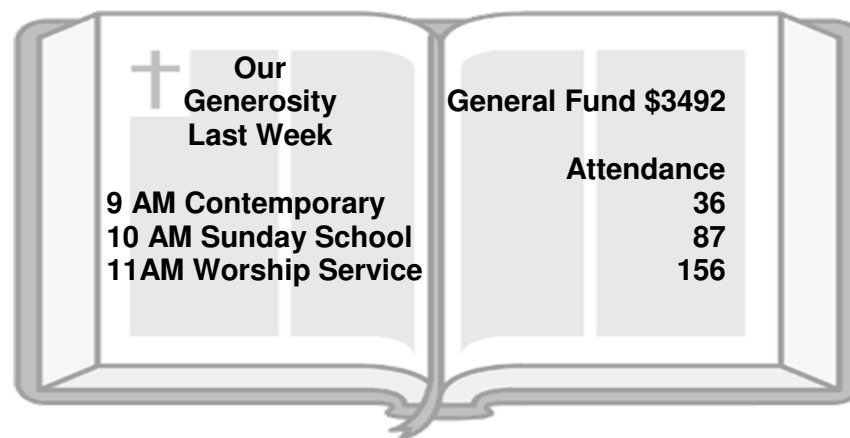 Our
Generosity General Fund $3492
Last Week
Attendance
9 AM Contemporary 36
10 AM Sunday School 87
11AM Worship Service 156